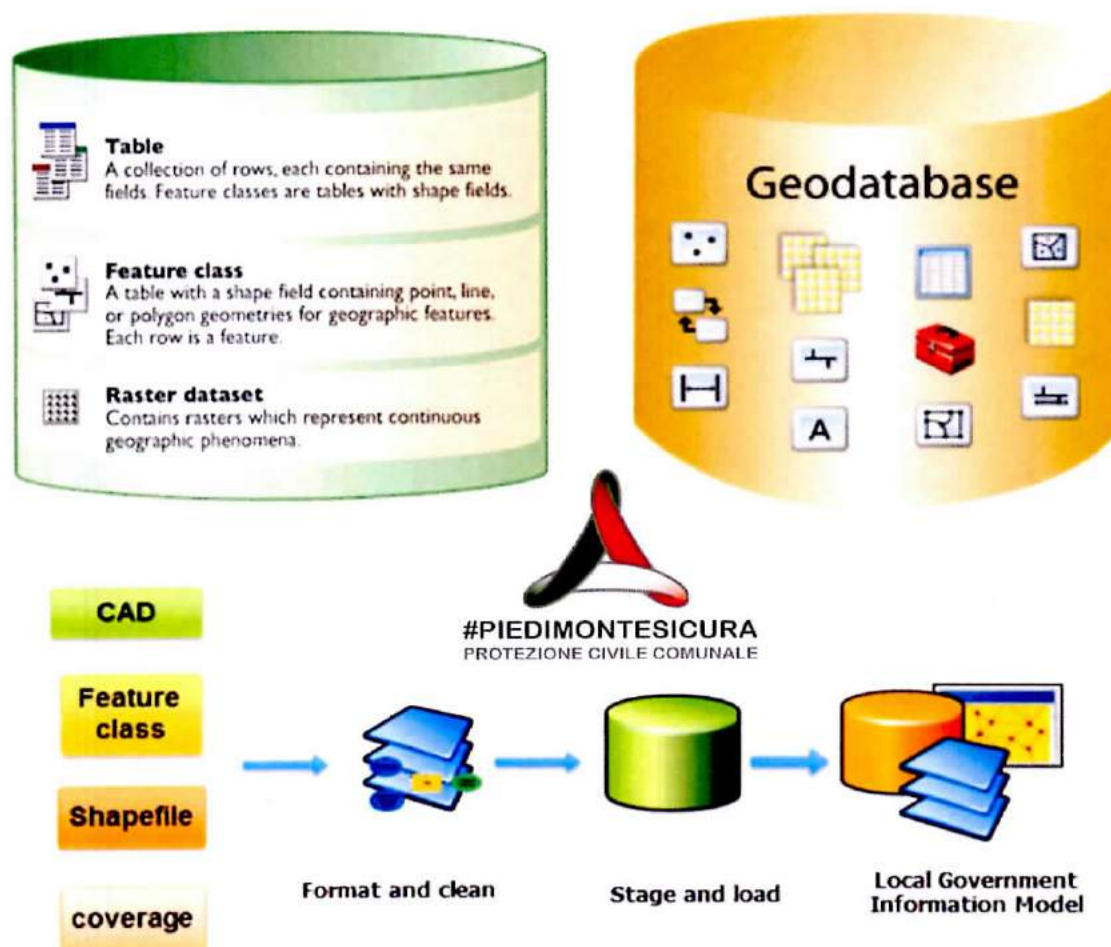 Table
A collection of rows, each containing the same
fields. Feature classes are tables with shape fields.
Feature class
A table with a shape field containing point, line,
or polygon geometries for geographic features.
Each row is a feature.
Raster dataset
Contains rasters which represent continuous
geographic phenomena.
Geodatabase
A
#PIEDIMONTESICURA
PROTEZIONE CIVILE COMUNALE
CAD
Feature
class
Shapefile
coverage
Format and clean
Stage and load
Local Government
Information Model